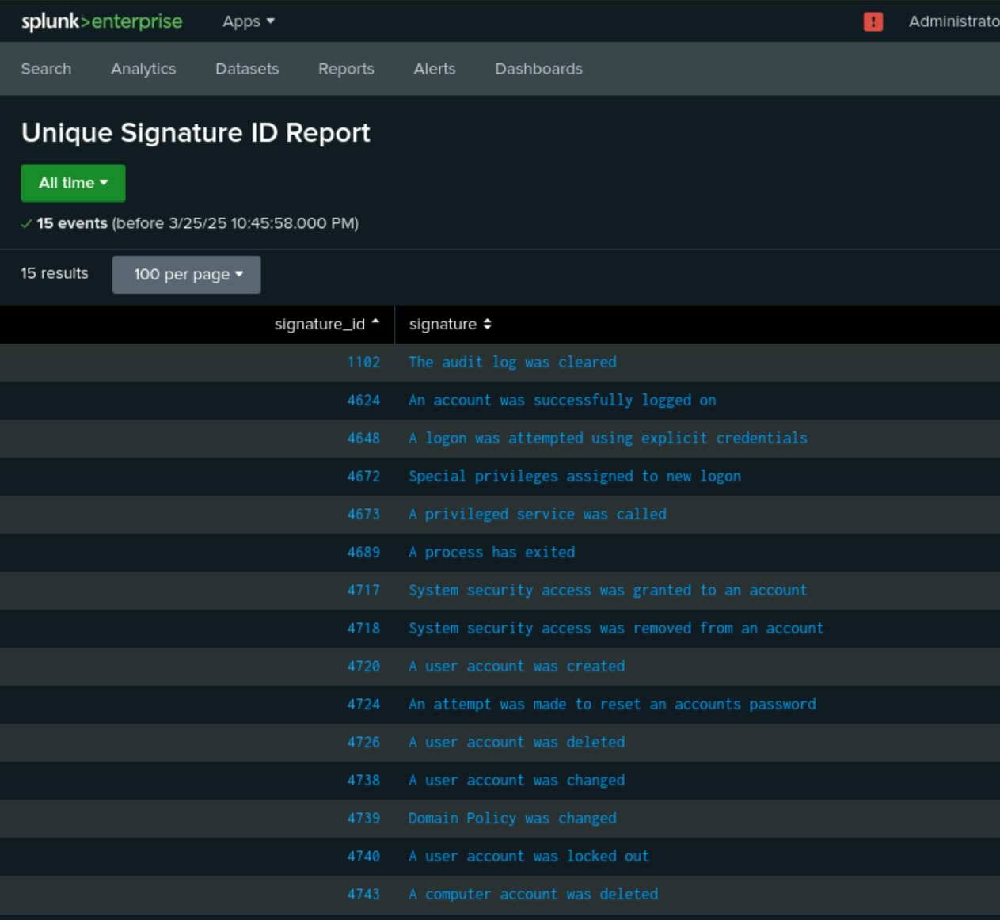 splunk>enterprise Apps ! Administrato
Search Analytics Datasets Reports Alerts Dashboards
Unique Signature ID Report
All time
15 events (before 3/25/25 10:45:58.000 PM)
15 results 100 per page
signature_id signature
1102 The audit log was cleared
4624 An account was successfully logged on
4648 A logon was attempted using explicit credentials
4672 Special privileges assigned to new logon
4673 A privileged service was called
4689 A process has exited
4717 System security access was granted to an account
4718 System security access was removed from an account
4720 A user account was created
4724 An attempt was made to reset an accounts password
4726 A user account was deleted
4738 A user account was changed
4739 Domain Policy was changed
4740 A user account was locked out
4743 A computer account was deleted